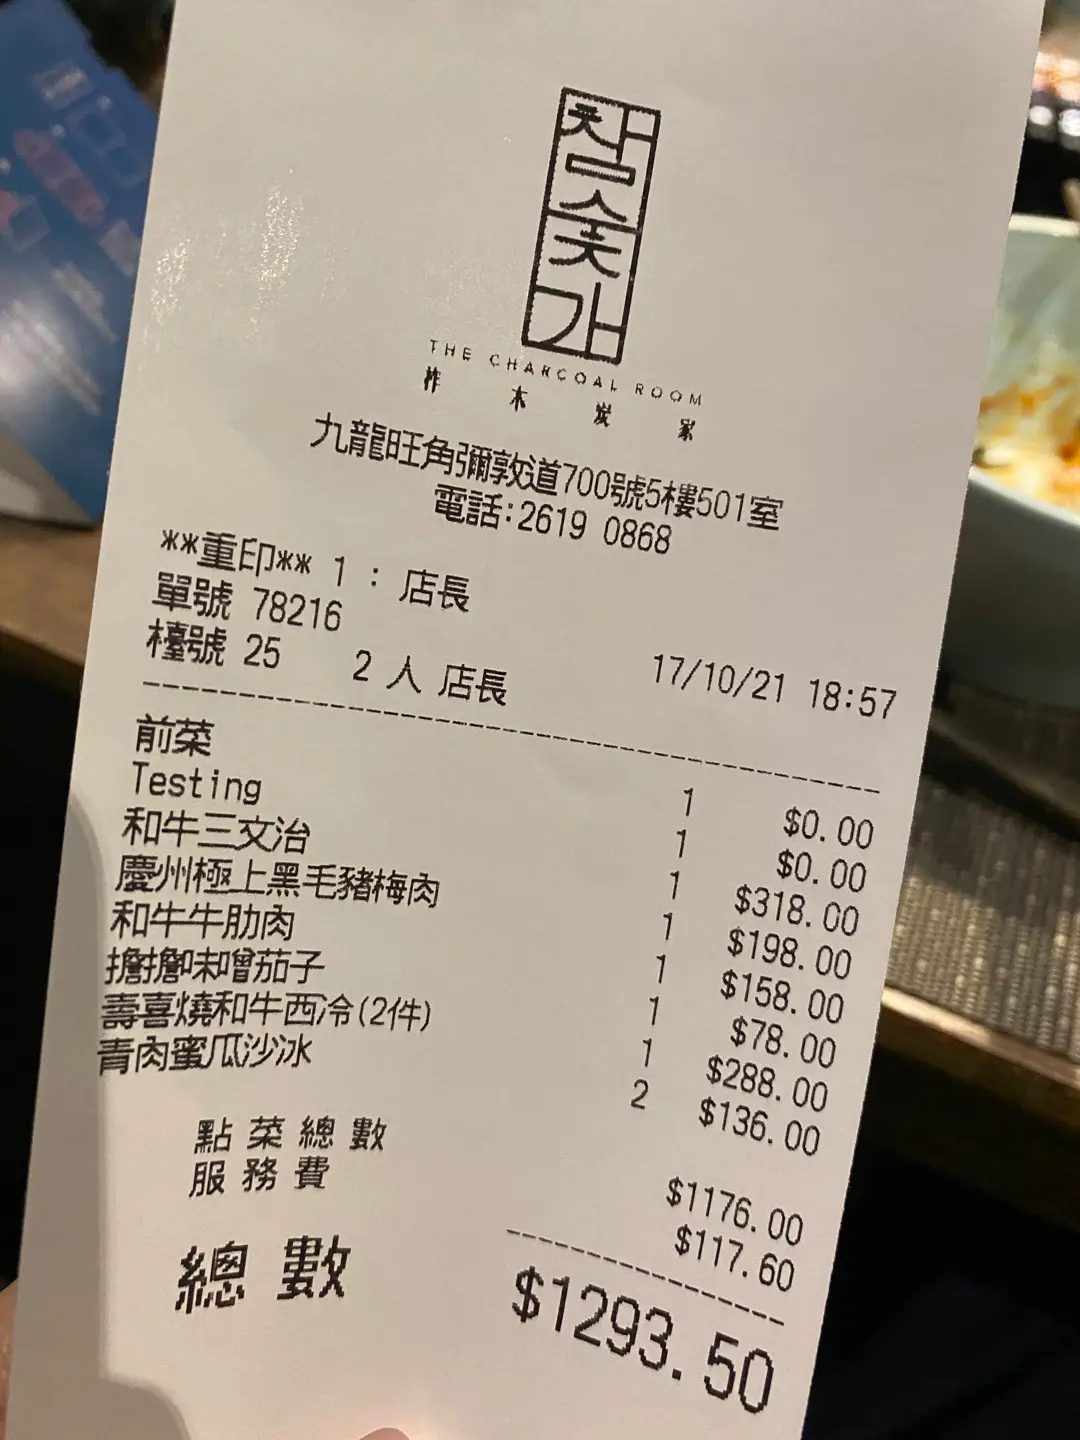 참숯가
THE CHARCOAL ROOM
柞木炭家
九龍旺角彌敦道700號5樓501室
電話:2619 0868
**重印** 1 : 店長
單號 78216
檯號 25 2 人 店長 17/10/21 18:57
前菜 1 $0.00
Testing 1 $0.00
和牛三文治 1 $318.00
慶州極上黑毛豬梅肉 1 $198.00
和牛牛肋肉 1 $158.00
擔擔味噌茄子 1 $78.00
壽喜燒和牛西冷(2件) 1 $288.00
青肉蜜瓜沙冰 2 $136.00
點菜總數 $1176.00
服務費 $117.60
總數 $1293.50